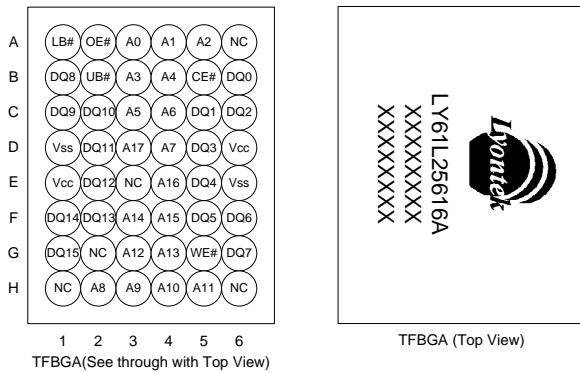 A LB# OE# A0 A1 A2 NC
B DQ8 UB# A3 A4 CE# DQ0
C DQ9 DQ10 A5 A6 DQ1 DQ2
D Vss DQ11 A17 A7 DQ3 Vcc
E Vcc DQ12 NC A16 DQ4 Vss
F DQ14 DQ13 A14 A15 DQ5 DQ6
G DQ15 NC A12 A13 WE# DQ7
H NC A8 A9 A10 A11 NC
1 2 3 4 5 6
TFBGA(See through with Top View)
Lyontek
LY61L25616A
XXXXXXXX
XXXXXXXX
TFBGA (Top View)